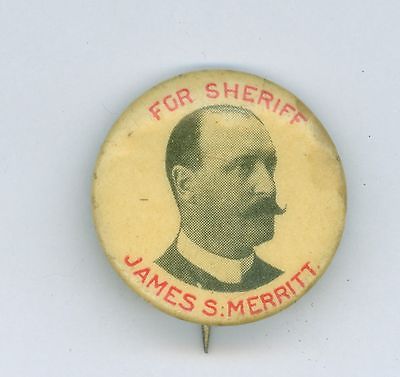 FOR SHERIFF
JAMES S. MERRITT.